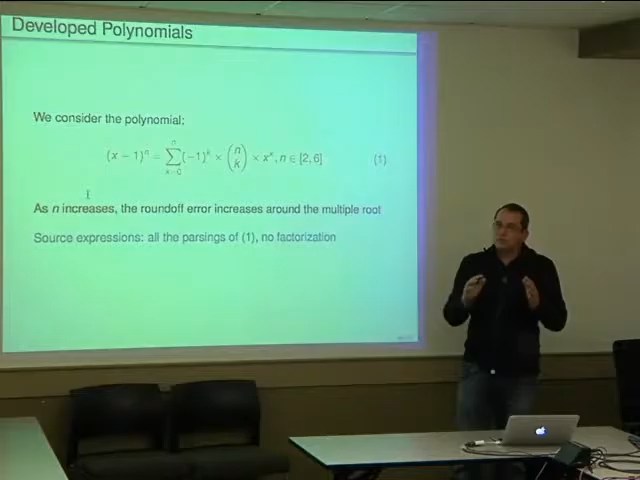 Developed Polynomials
We consider the polynomial:
(x − 1)ⁿ = ∑ₖ₌₀ⁿ (−1)ᵏ × (n k) × xᵏ, n ∈ [2, 6] (1)
As n increases, the roundoff error increases around the multiple root
Source expressions: all the parsings of (1), no factorization